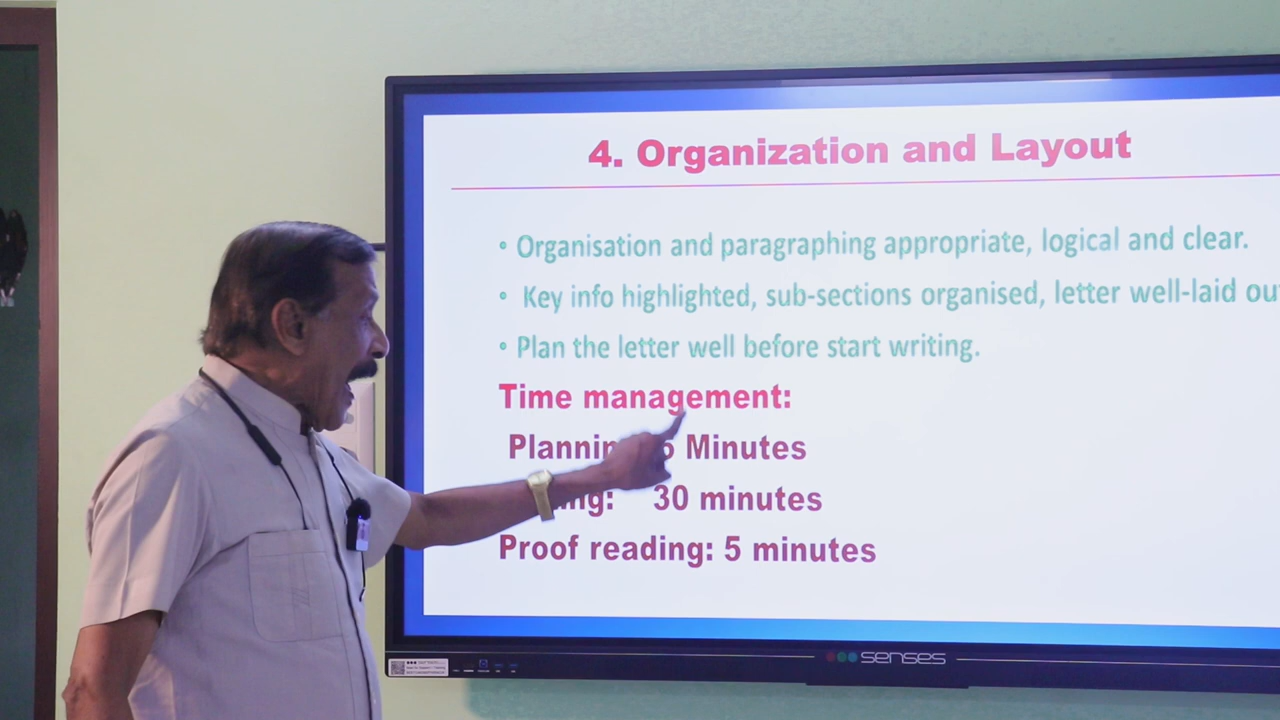 4. Organization and Layout
• Organisation and paragraphing appropriate, logical and clear.
• Key info highlighted, sub-sections organised, letter well-laid
• Plan the letter well before start writing.
Time management:
Minutes
30 minutes
Proof reading: 5 minutes
senses